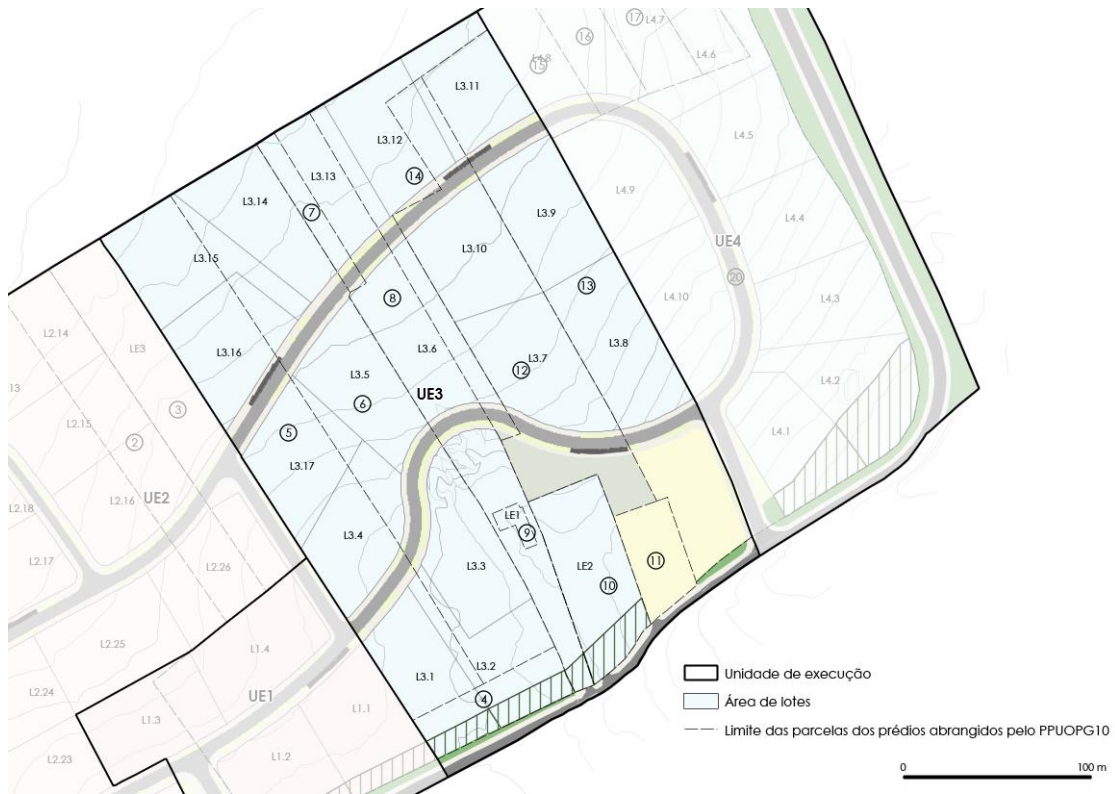 17
L4.7
16
L4.8
15
L4.6
L3.11
L3.12
L4.5
14
L3.13
L3.14
7
L4.9
L3.9
L4.4
L3.15
L3.10
UE4
20
13
8
L4.10
L4.3
L2.14
LE3
L3.16
L3.6
L3.7
L3.8
12
L3.5
13
L4.2
UE3
3
6
L2.15
2
5
L4.1
L3.17
L2.16
UE2
L2.18
LE1
9
L3.4
L2.17
11
L3.3
LE2
10
L2.26
L2.25
L1.4
L3.2
L3.1
Unidade de execução
L2.24
UE1
4
Área de lotes
L1.3
L1.1
Limite das parcelas dos prédios abrangidos pelo PPUOPG10
L2.23
L1.2
0 100 m